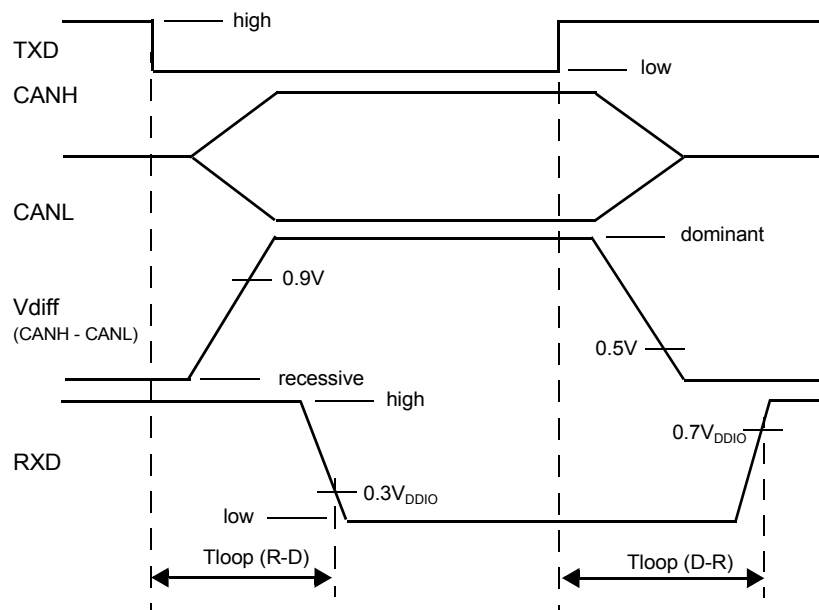 high
TXD
low
CANH
CANL
dominant
0.9V
Vdiff
(CANH - CANL)
0.5V
recessive
high
0.7VDDIO
RXD
0.3VDDIO
low
Tloop (R-D)
Tloop (D-R)